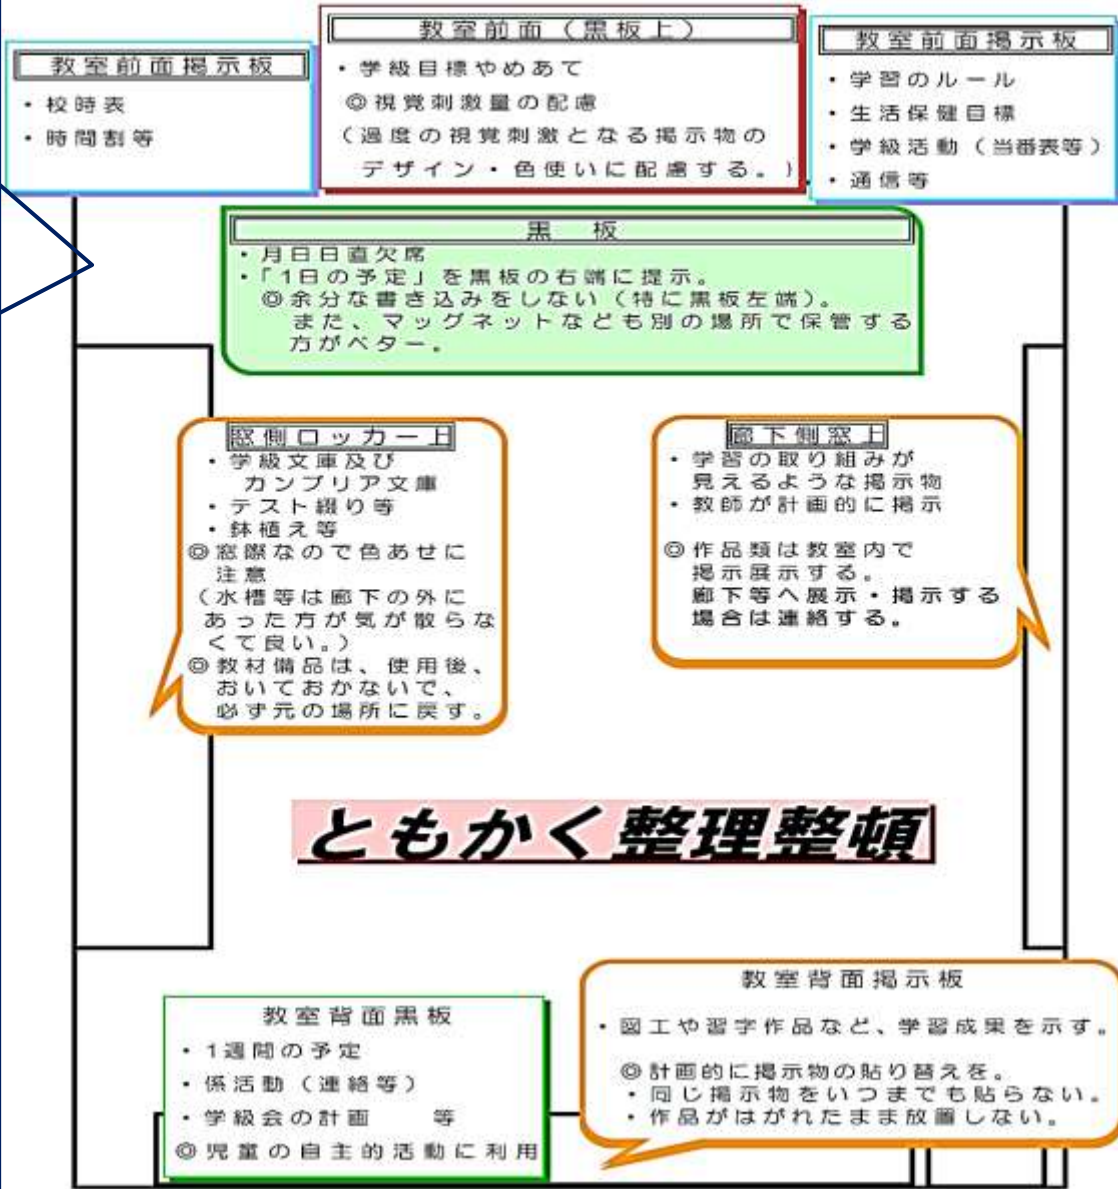 教室前面掲示板
・校時表
・時間割等
教室前面（黒板上）
・学級目標やめあて
◎視覚刺激量の配慮
（過度の視覚刺激となる掲示物の
デザイン・色使いに配慮する。）
教室前面掲示板
・学習のルール
・生活保健目標
・学級活動（当番表等）
・通信等
黒　板
・月日日直欠席
・「1日の予定」を黒板の右端に提示。
◎余分な書き込みをしない（特に黒板左端）。
また、マッグネットなども別の場所で保管する
方がベター。
窓側ロッカー上
・学級文庫及び
カンブリア文庫
・テスト綴り等
・鉢植え等
◎窓際なので色あせに
注意
（水槽等は廊下の外に
あった方が気が散らな
くて良い。）
◎教材備品は、使用後、
おいておかないで、
必ず元の場所に戻す。
廊下側窓上
・学習の取り組みが
見えるような掲示物
・教師が計画的に掲示
◎作品類は教室内で
掲示展示する。
廊下等へ展示・掲示する
場合は連絡する。
ともかく整理整頓
教室背面黒板
・1週間の予定
・係活動（連絡等）
・学級会の計画　　等
◎児童の自主的活動に利用
教室背面掲示板
・図工や習字作品など、学習成果を示す。
◎計画的に掲示物の貼り替えを。
・同じ掲示物をいつまでも貼らない。
・作品がはがれたまま放置しない。